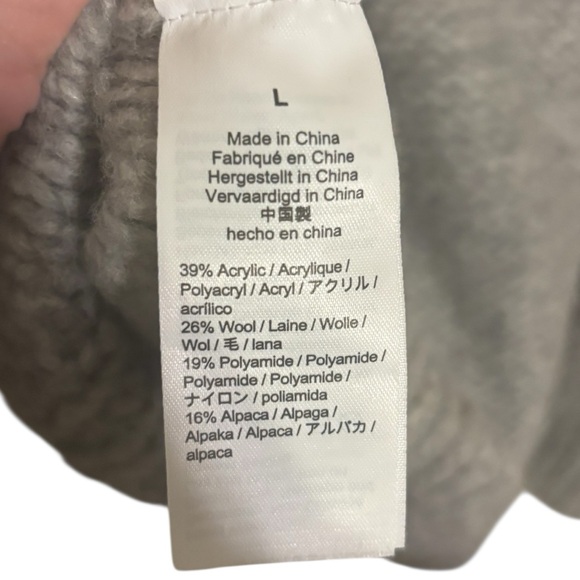 L
Made in China
Fabriqué en Chine
Hergestellt in China
Vervaardigd in China
中国製
hecho en china
39% Acrylic / Acrylique /
Polyacryl / Acryl / アクリル /
acrílico
26% Wool / Laine / Wolle /
Wol / 毛 / lana
19% Polyamide / Polyamide /
Polyamide / Polyamide /
ナイロン / poliamida
16% Alpaca / Alpaga /
Alpaka / Alpaca / アルパカ /
alpaca